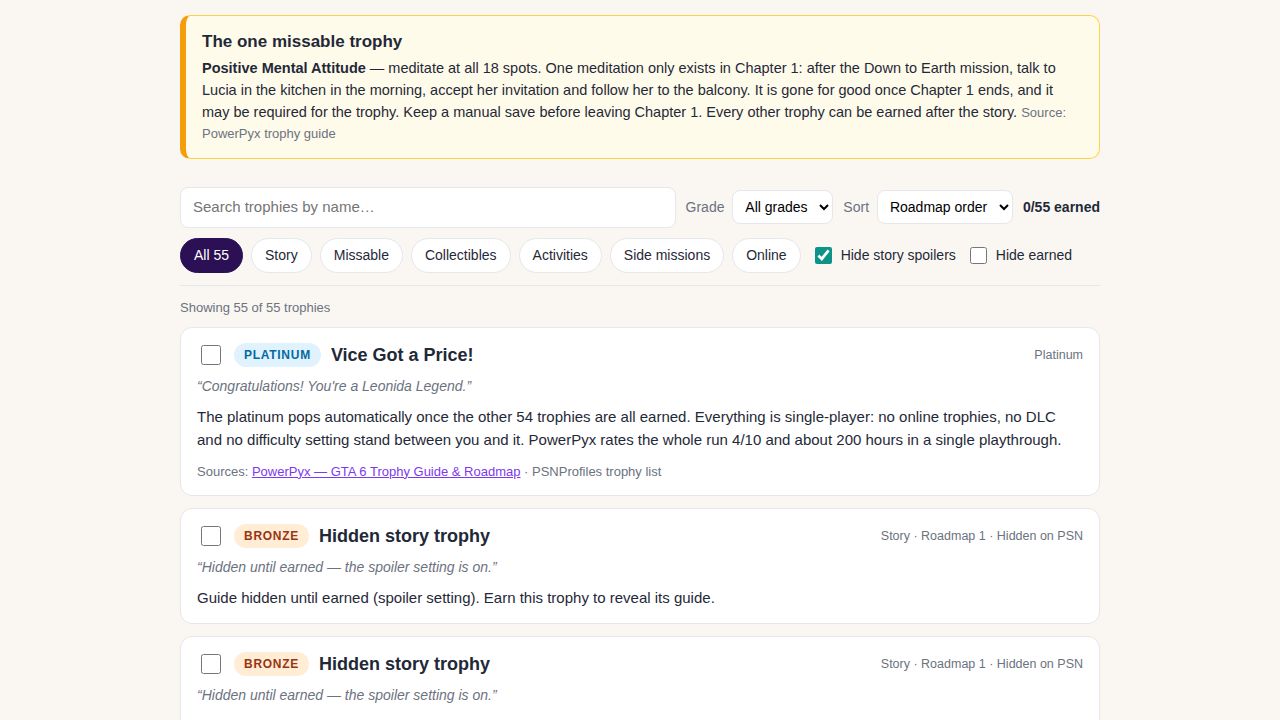 The one missable trophy
Positive Mental Attitude — meditate at all 18 spots. One meditation only exists in Chapter 1: after the Down to Earth mission, talk to
Lucia in the kitchen in the morning, accept her invitation and follow her to the balcony. It is gone for good once Chapter 1 ends, and it
may be required for the trophy. Keep a manual save before leaving Chapter 1. Every other trophy can be earned after the story. Source:
PowerPyx trophy guide
Search trophies by name… Grade All grades Sort Roadmap order 0/55 earned
All 55 Story Missable Collectibles Activities Side missions Online Hide story spoilers Hide earned
Showing 55 of 55 trophies
PLATINUM Vice Got a Price! Platinum
“Congratulations! You're a Leonida Legend.”
The platinum pops automatically once the other 54 trophies are all earned. Everything is single-player: no online trophies, no DLC
and no difficulty setting stand between you and it. PowerPyx rates the whole run 4/10 and about 200 hours in a single playthrough.
Sources: PowerPyx — GTA 6 Trophy Guide & Roadmap · PSNProfiles trophy list
BRONZE Hidden story trophy Story · Roadmap 1 · Hidden on PSN
“Hidden until earned — the spoiler setting is on.”
Guide hidden until earned (spoiler setting). Earn this trophy to reveal its guide.
BRONZE Hidden story trophy Story · Roadmap 1 · Hidden on PSN
“Hidden until earned — the spoiler setting is on.”